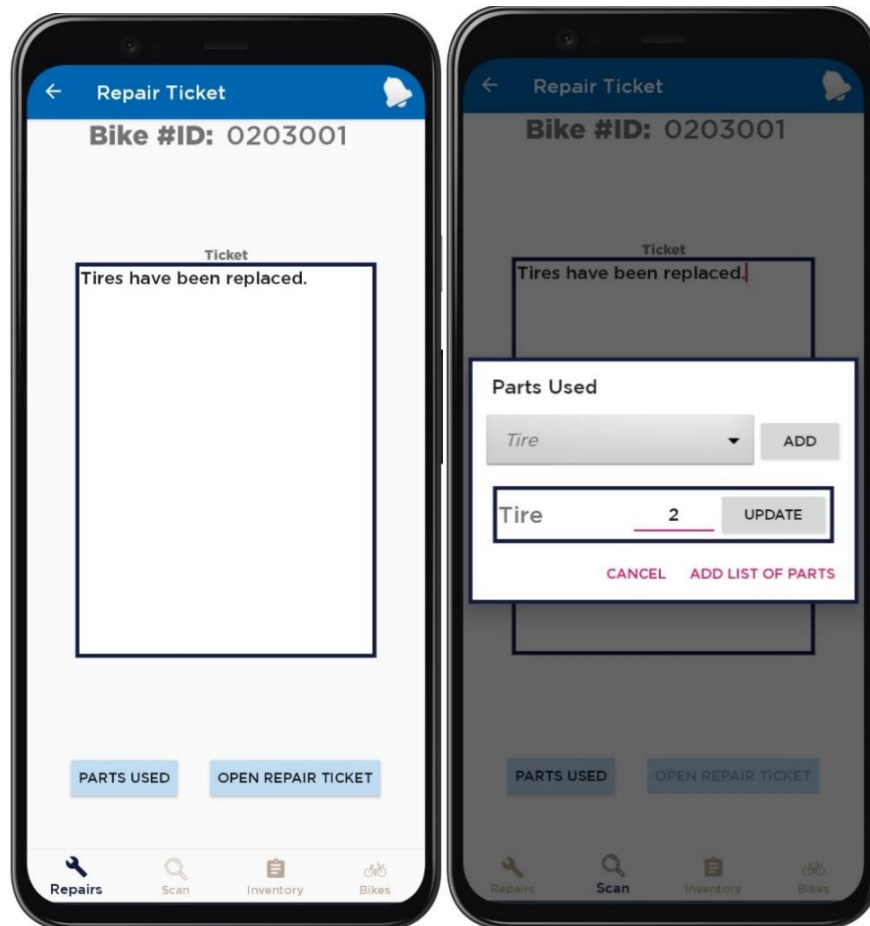 Repair Ticket
Bike #ID: 0203001
Ticket
Tires have been replaced.
PARTS USED
OPEN REPAIR TICKET
Repairs
Scan
Inventory
Bikes
Repair Ticket
Bike #ID: 0203001
Ticket
Tires have been replaced.
Parts Used
Tire
ADD
Tire
2
UPDATE
CANCEL
ADD LIST OF PARTS
PARTS USED
OPEN REPAIR TICKET
Repairs
Scan
Inventory
Bikes